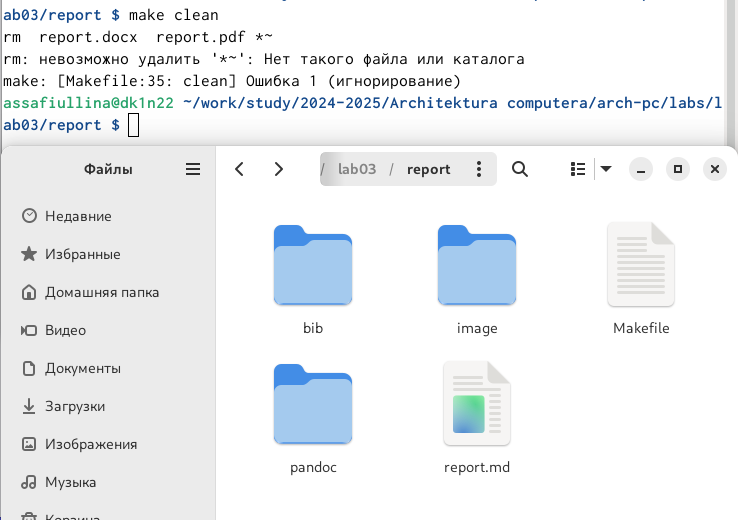 ab03/report $ make clean
rm  report.docx  report.pdf *~
rm: невозможно удалить '*~': Нет такого файла или каталога
make: [Makefile:35: clean] Ошибка 1 (игнорирование)
assafiullina@dk1n22 ~/work/study/2024-2025/Architektura computera/arch-pc/labs/l
ab03/report $
Файлы
/ lab03 / report
Недавние
Избранные
Домашняя папка
Видео
Документы
Загрузки
Изображения
Музыка
Корзина
bib
image
Makefile
pandoc
report.md